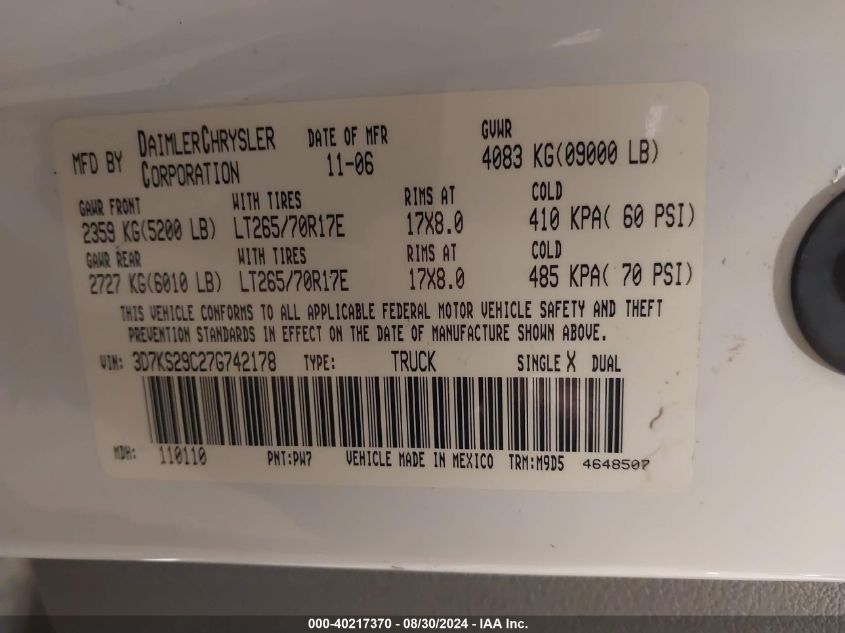 MFD BY DAIMLERCHRYSLER CORPORATION DATE OF MFR 11-06 GVWR 4083 KG(09000 LB)
GAWR FRONT WITH TIRES RIMS AT COLD
2359 KG(5200 LB) LT265/70R17E 17X8.0 410 KPA( 60 PSI)
GAWR REAR WITH TIRES RIMS AT COLD
2727 KG(6010 LB) LT265/70R17E 17X8.0 485 KPA( 70 PSI)
THIS VEHICLE CONFORMS TO ALL APPLICABLE FEDERAL MOTOR VEHICLE SAFETY AND THEFT
PREVENTION STANDARDS IN EFFECT ON THE DATE OF MANUFACTURE SHOWN ABOVE.
VIN: 3D7KS29C27G742178 TYPE: TRUCK SINGLE X DUAL
MDH: 110110 PNT:PW7 VEHICLE MADE IN MEXICO TRM:M9D5 4648507
000-40217370 - 08/30/2024 - IAA Inc.